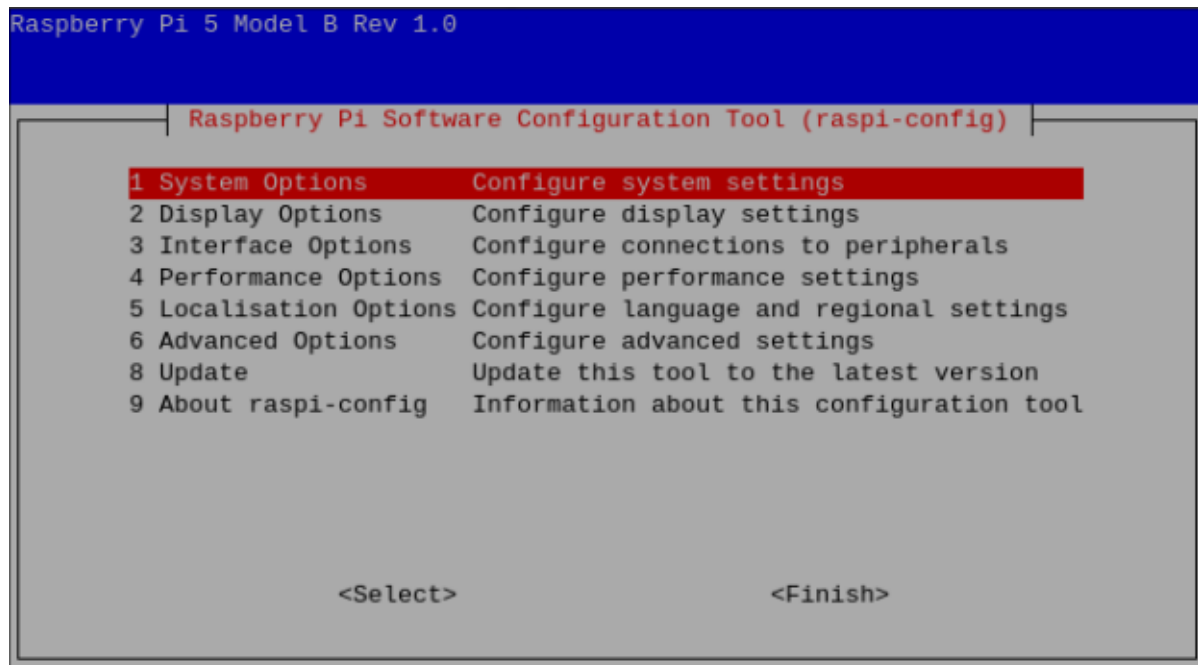 Raspberry Pi 5 Model B Rev 1.0
Raspberry Pi Software Configuration Tool (raspi-config)
1 System Options Configure system settings
2 Display Options Configure display settings
3 Interface Options Configure connections to peripherals
4 Performance Options Configure performance settings
5 Localisation Options Configure language and regional settings
6 Advanced Options Configure advanced settings
8 Update Update this tool to the latest version
9 About raspi-config Information about this configuration tool
<Select> <Finish>